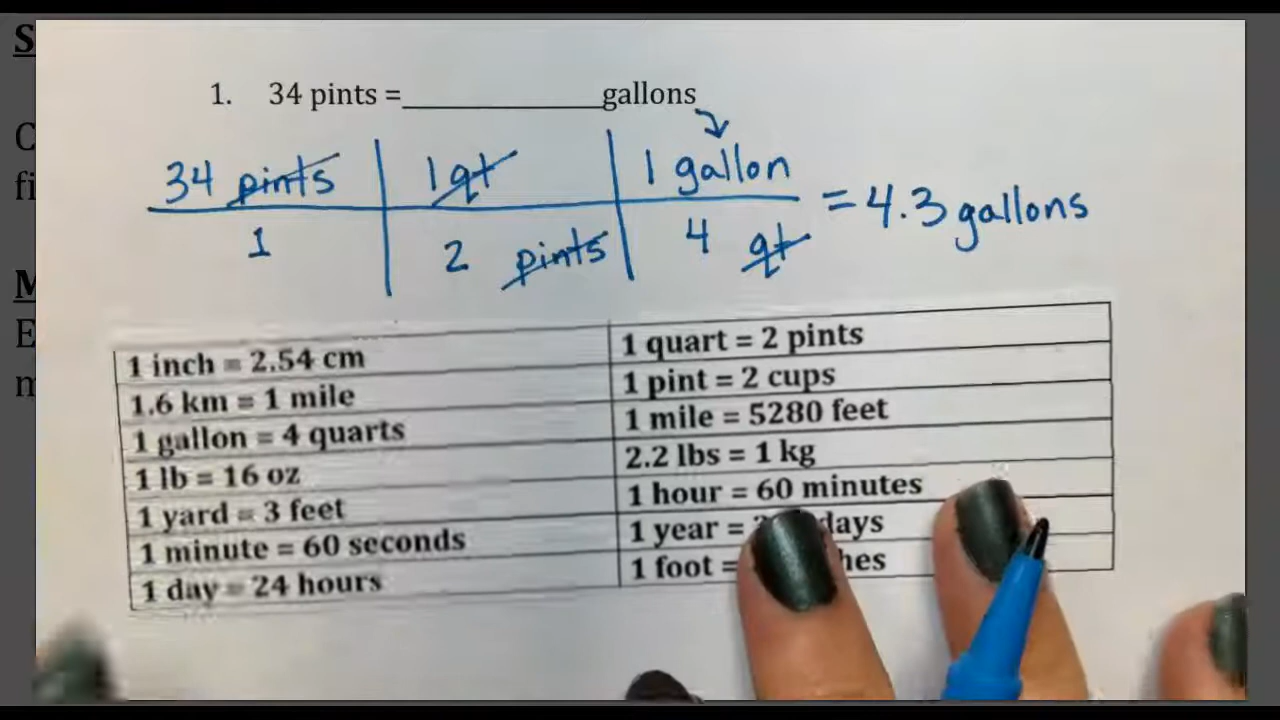 S
C
fi
M
E
m
1. 34 pints =____________gallons
34 pints 1 qt 1 gallon = 4.3 gallons
1 2 pints 4 qt
1 inch = 2.54 cm 1 quart = 2 pints
1.6 km = 1 mile 1 pint = 2 cups
1 gallon = 4 quarts 1 mile = 5280 feet
1 lb = 16 oz 2.2 lbs = 1 kg
1 yard = 3 feet 1 hour = 60 minutes
1 minute = 60 seconds 1 year = days
1 day = 24 hours 1 foot =